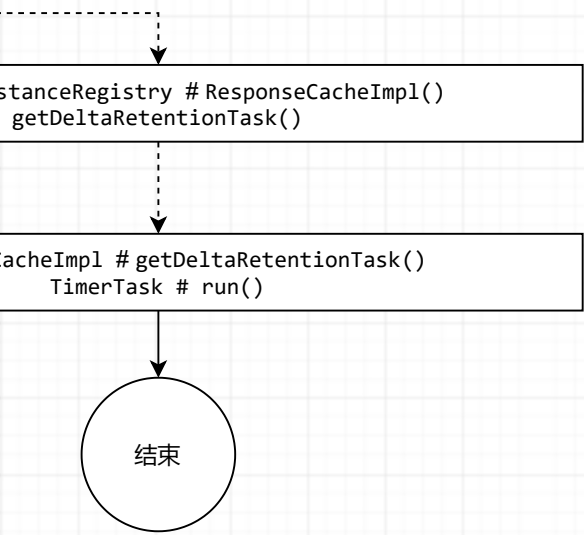 stanceRegistry # ResponseCacheImpl()
getDeltaRetentionTask()
CacheImpl # getDeltaRetentionTask()
TimerTask # run()
结束